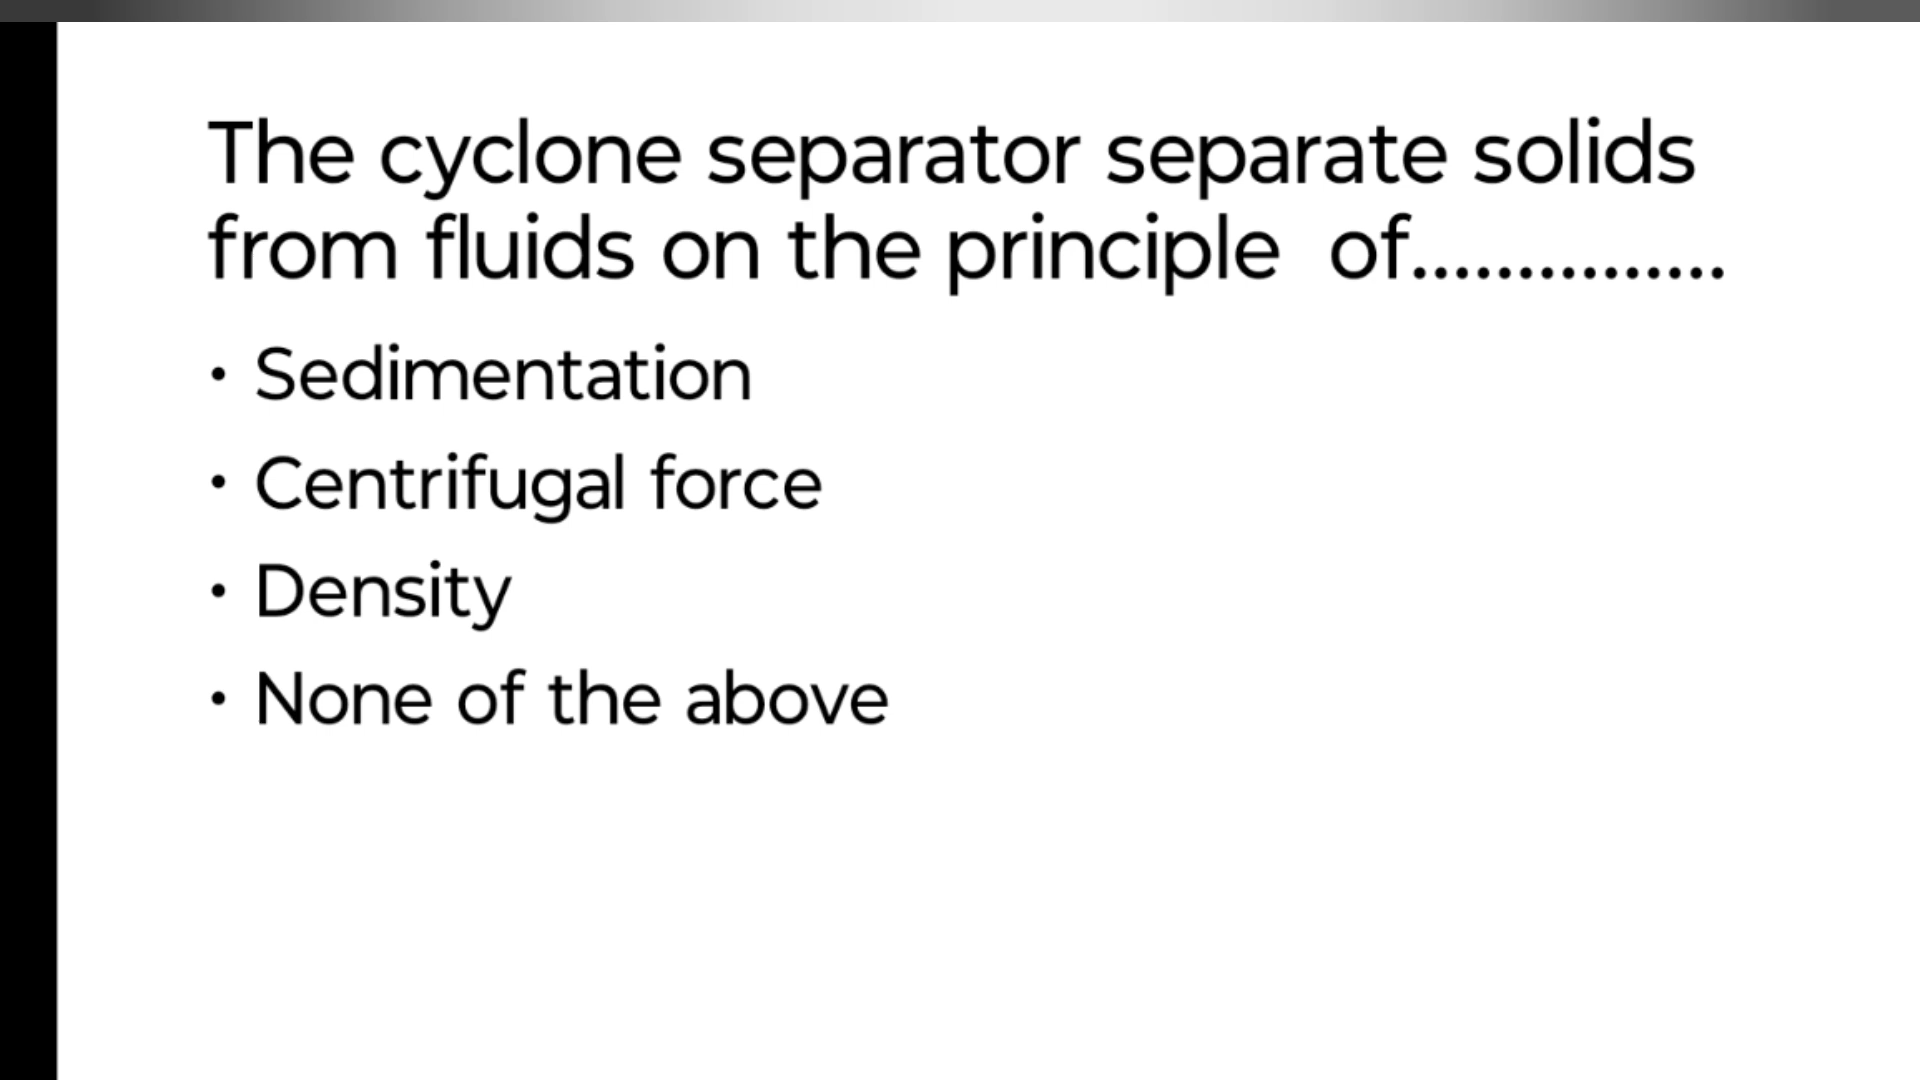 The cyclone separator separate solids
from fluids on the principle  of...............
• Sedimentation
• Centrifugal force
• Density
• None of the above